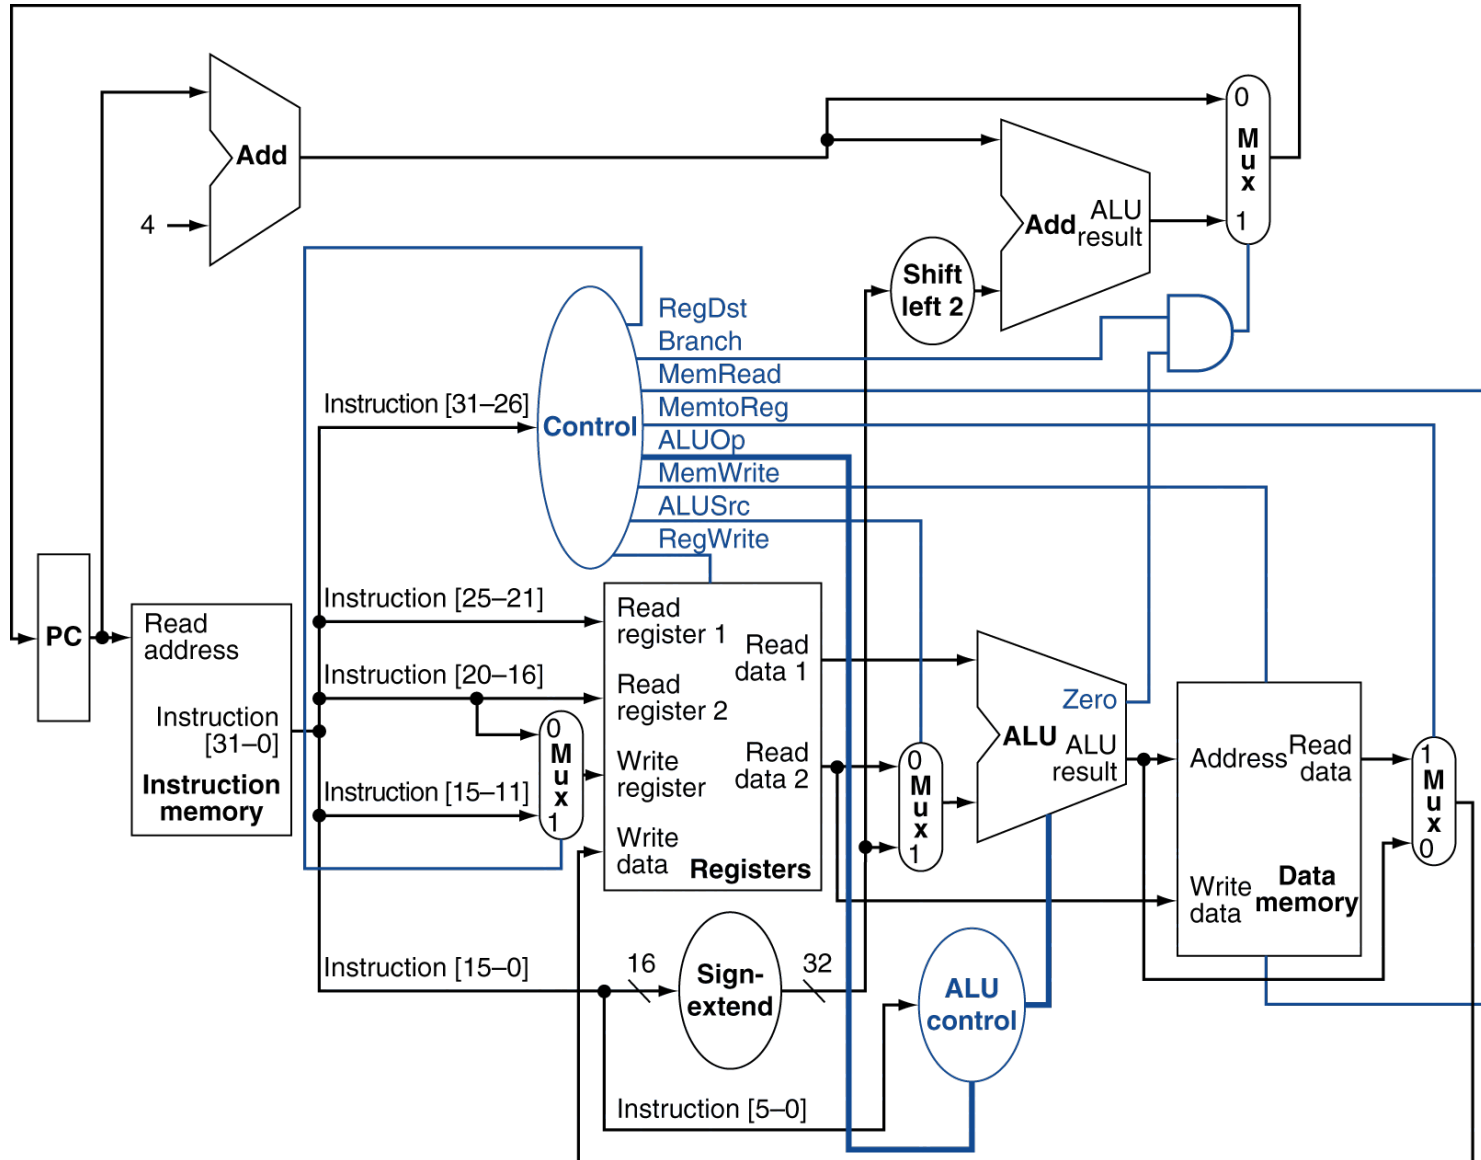 Add
4
0
M
u
x
1
Add
ALU
result
Shift
left 2
RegDst
Branch
MemRead
MemtoReg
ALUOp
MemWrite
ALUSrc
RegWrite
Control
Instruction [31–26]
PC
Read
address
Instruction
[31–0]
Instruction
memory
Instruction [25–21]
Instruction [20–16]
Instruction [15–11]
0
M
u
x
1
Read
register 1
Read
register 2
Write
register
Write
data
Read
data 1
Read
data 2
Registers
0
M
u
x
1
Zero
ALU
ALU
result
Address
Read
data
Write
data
Data
memory
1
M
u
x
0
Instruction [15–0]
16
Sign-
extend
32
ALU
control
Instruction [5–0]